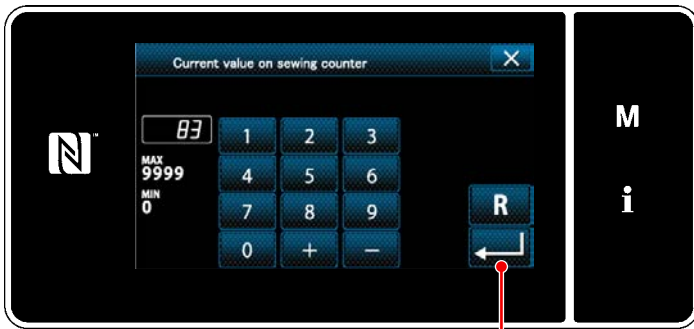 Current value on sewing counter
83
MAX
9999
MIN
0
1 2 3
4 5 6
7 8 9
0 + −
R
M
i